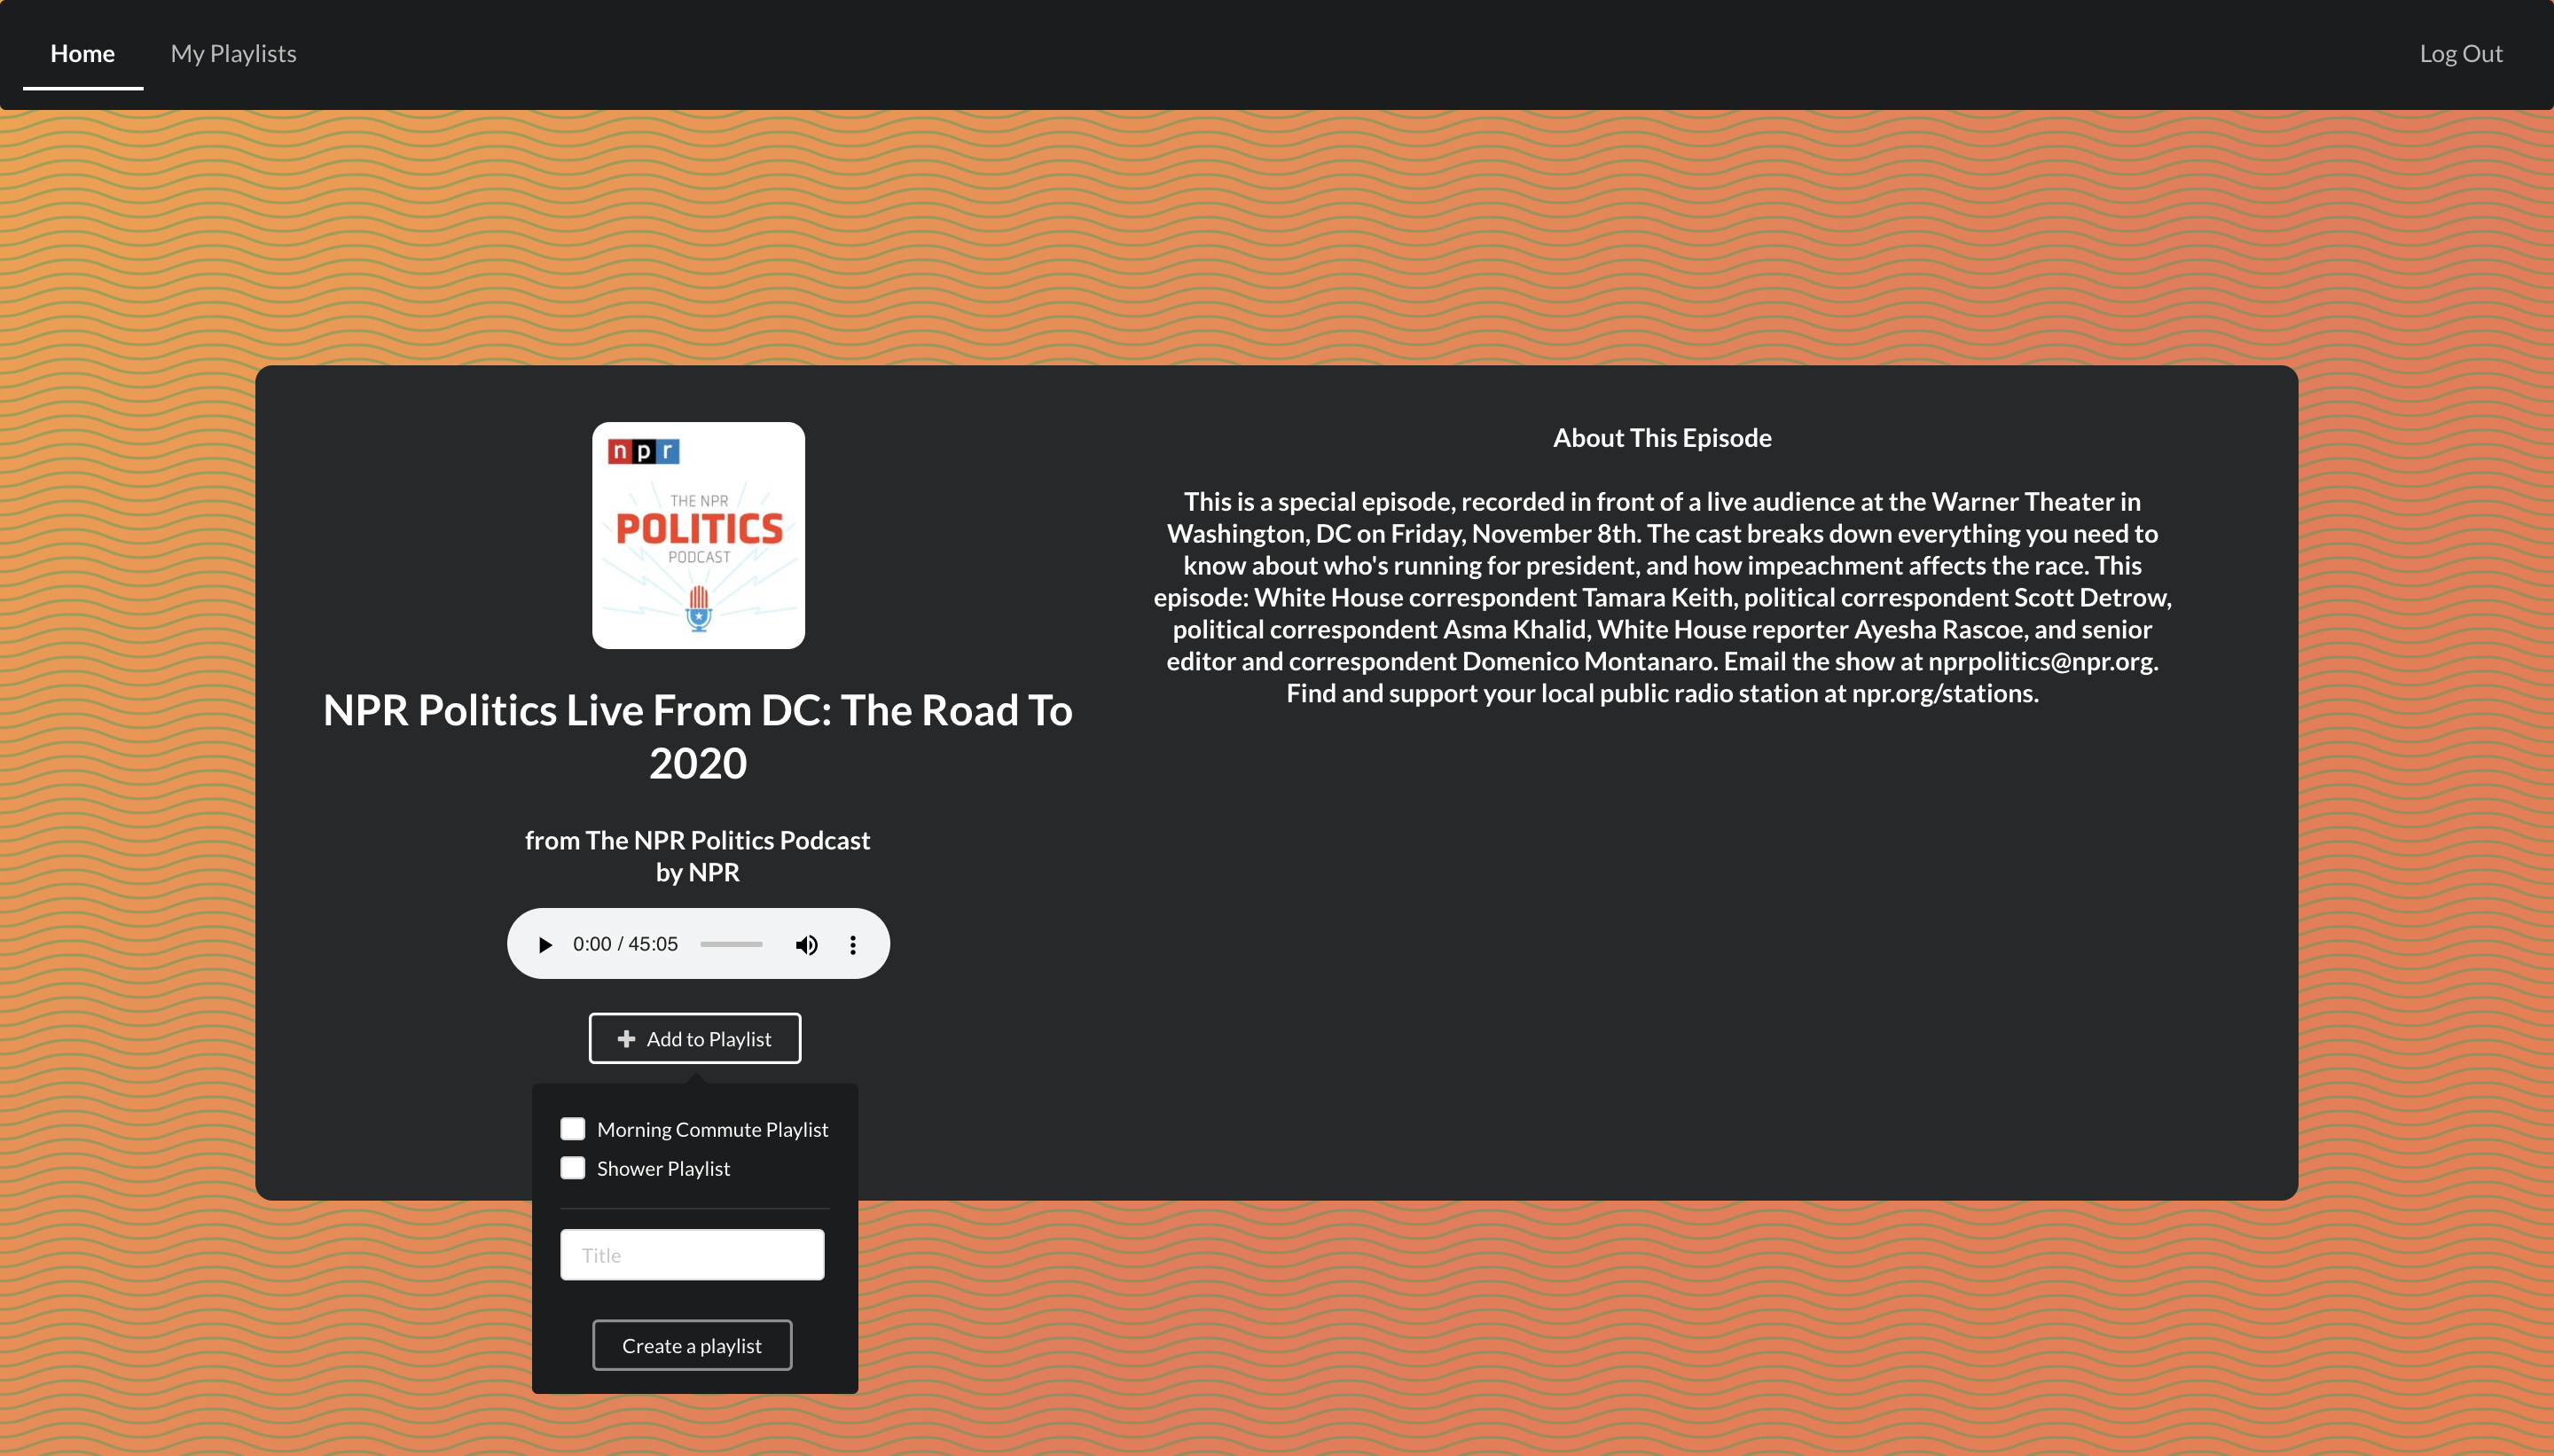 Home
My Playlists
Log Out
npr
THE NPR
POLITICS
PODCAST
NPR Politics Live From DC: The Road To
2020
from The NPR Politics Podcast
by NPR
0:00 / 45:05
Add to Playlist
Morning Commute Playlist
Shower Playlist
Title
Create a playlist
About This Episode
This is a special episode, recorded in front of a live audience at the Warner Theater in
Washington, DC on Friday, November 8th. The cast breaks down everything you need to
know about who's running for president, and how impeachment affects the race. This
episode: White House correspondent Tamara Keith, political correspondent Scott Detrow,
political correspondent Asma Khalid, White House reporter Ayesha Rascoe, and senior
editor and correspondent Domenico Montanaro. Email the show at nprpolitics@npr.org.
Find and support your local public radio station at npr.org/stations.